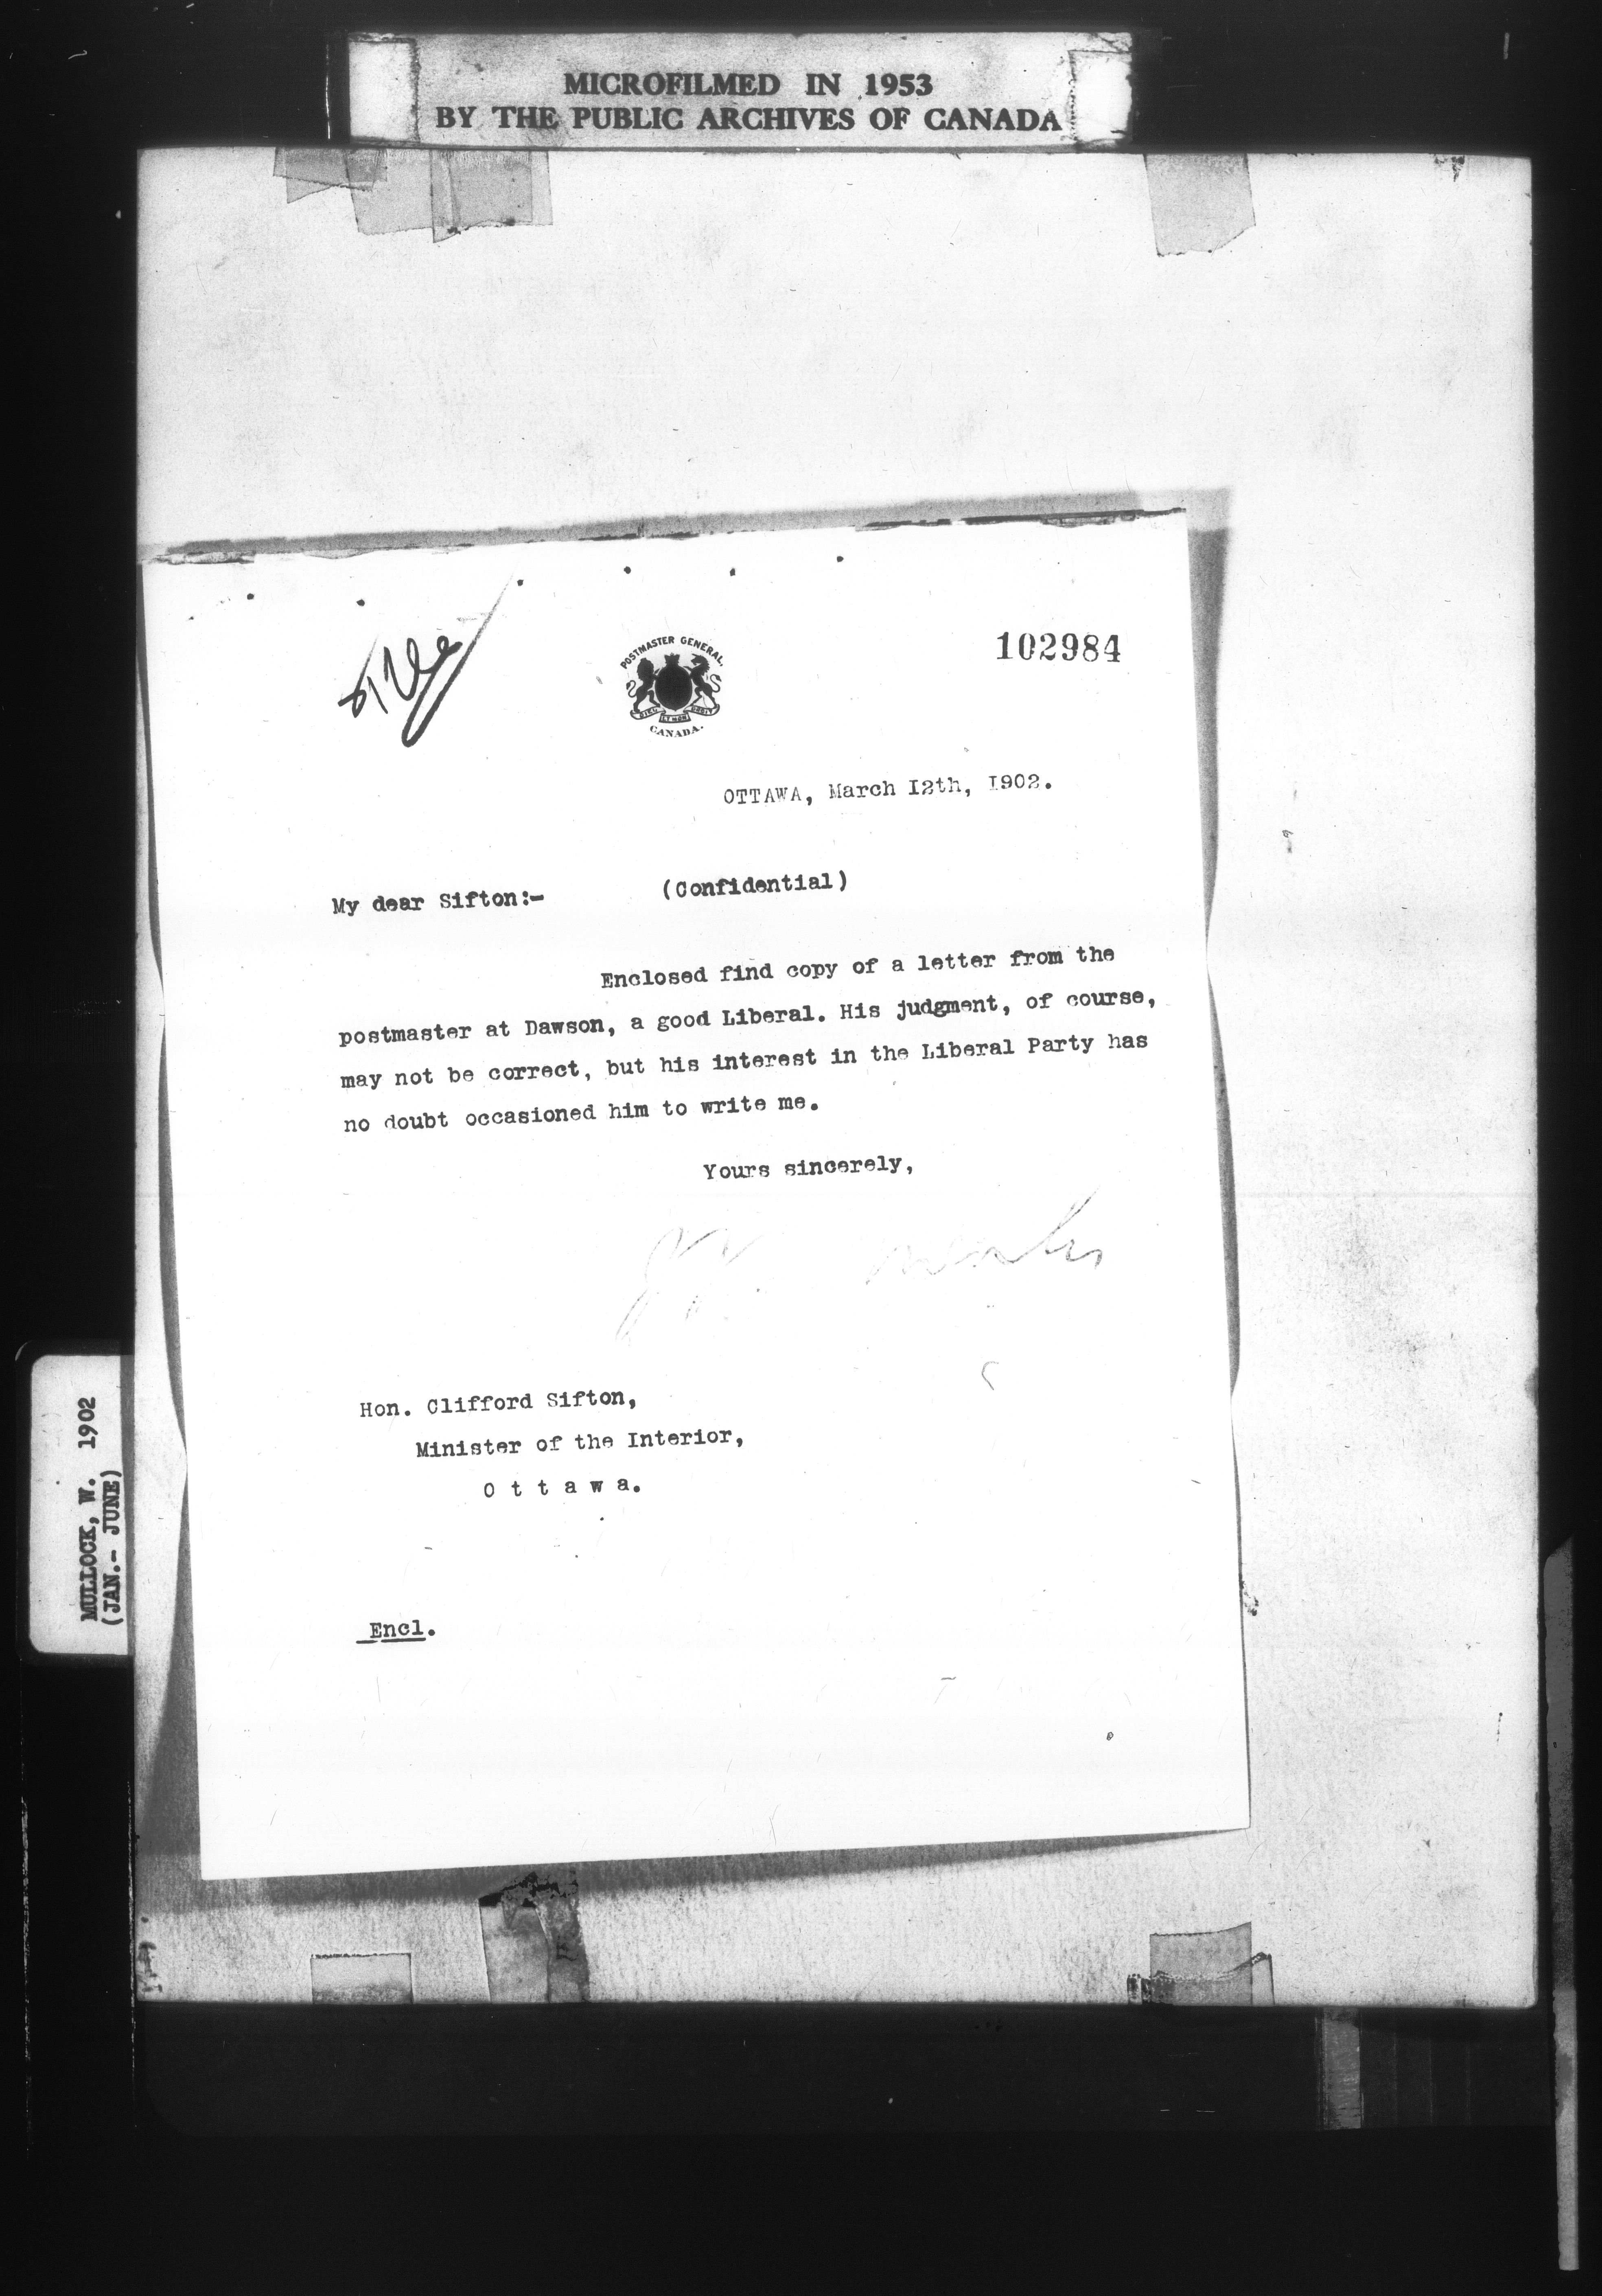 MICROFILMED IN 1953
BY THE PUBLIC ARCHIVES OF CANADA
POSTMASTER GENERAL,
CANADA.
102984
OTTAWA, March I2th, I902.
My dear Sifton:- (Confidential)
Enclosed find copy of a letter from the
postmaster at Dawson, a good Liberal. His judgment, of course,
may not be correct, but his interest in the Liberal Party has
no doubt occasioned him to write me.
Yours sincerely,
Hon. Clifford Sifton,
Minister of the Interior,
O t t a w a.
Encl.
MULLOCK, W. 1902
(JAN.- JUNE)